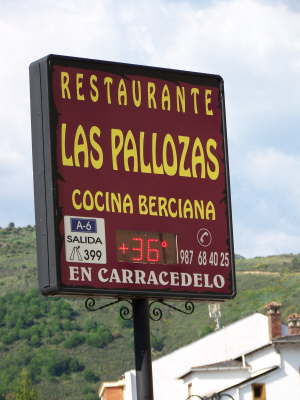 RESTAURANTE
LAS PALLOZAS
COCINA BERCIANA
A-6
SALIDA
399
+36°
987 68 40 25
EN CARRACEDELO